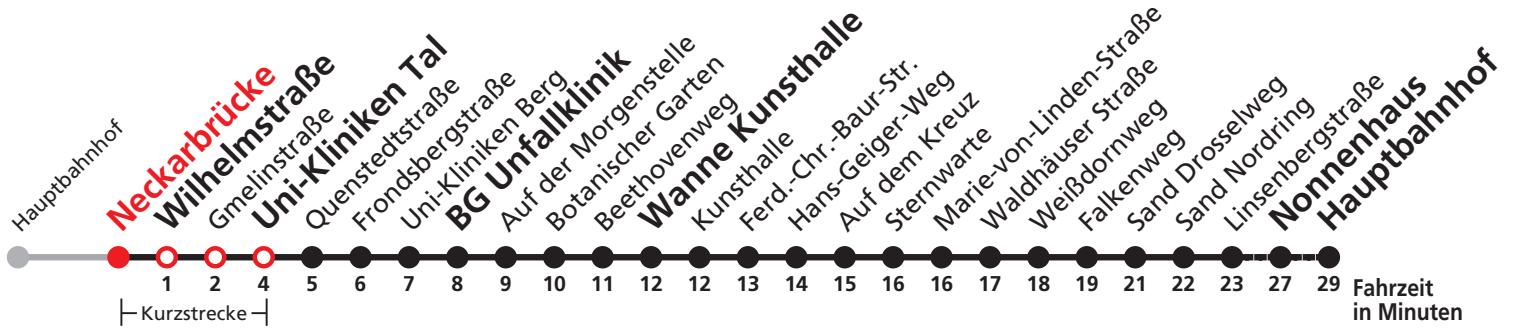 Hauptbahnhof
Neckarbrücke
Wilhelmstraße
Gmelinstraße
Uni-Kliniken Tal
Quenstedtstraße
Frondsbergstraße
Uni-Kliniken Berg
BG Unfallklinik
Auf der Morgenstelle
Botanischer Garten
Beethovenweg
Wanne Kunsthalle
Kunsthalle
Ferd.-Chr.-Baur-Str.
Hans-Geiger-Weg
Auf dem Kreuz
Sternwarte
Marie-von-Linden-Straße
Waldhäuser Straße
Weißdornweg
Falkenweg
Sand Drosselweg
Sand Nordring
Linsenbergstraße
Nonnenhaus
Hauptbahnhof
1 2 4 5 6 7 8 9 10 11 12 12 13 14 15 16 16 17 18 19 21 22 23 27 29
Fahrzeit
in Minuten
Kurzstrecke